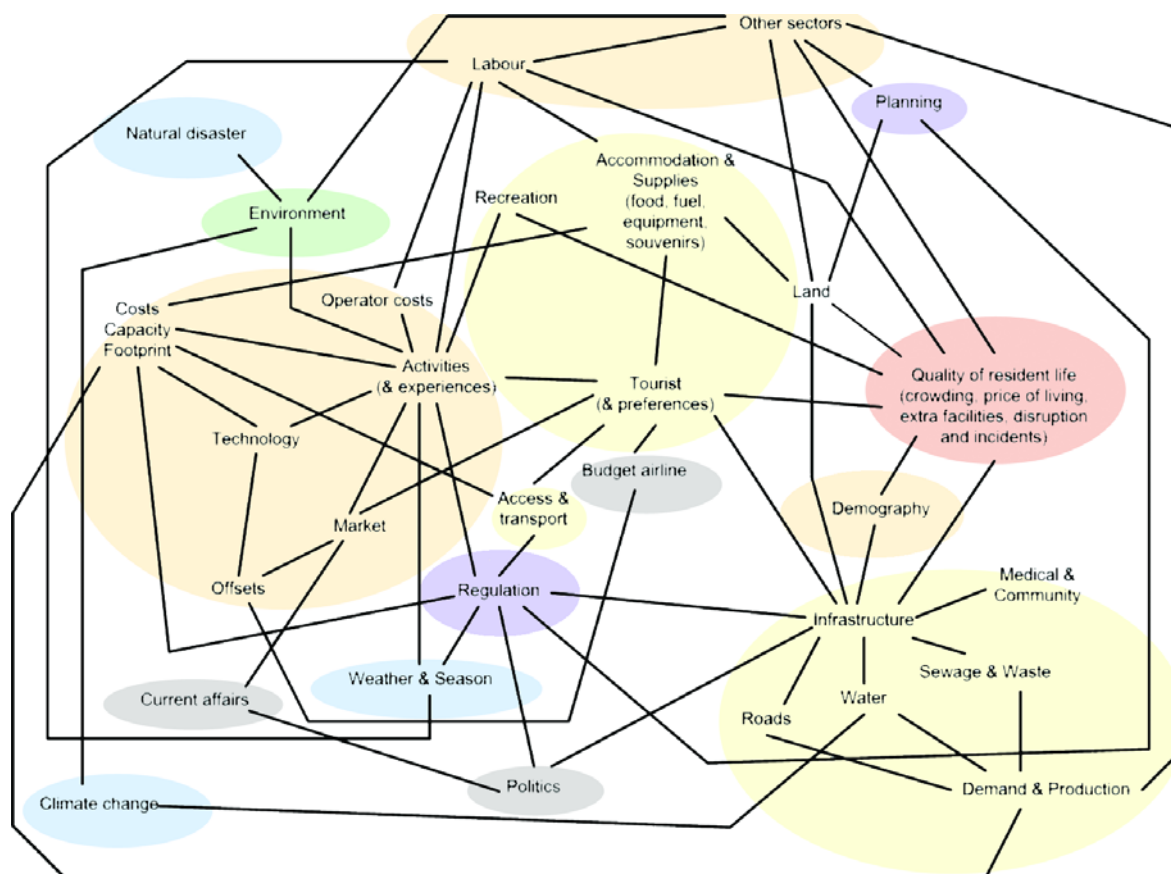 Other sectors
Labour
Planning
Natural disaster
Accommodation &
Supplies
(food, fuel,
equipment,
souvenirs)
Recreation
Environment
Land
Operator costs
Costs
Capacity
Footprint
Activities
(& experiences)
Tourist
(& preferences)
Quality of resident life
(crowding, price of living,
extra facilities, disruption
and incidents)
Technology
Budget airline
Access &
transport
Demography
Market
Offsets
Regulation
Medical &
Community
Infrastructure
Weather & Season
Sewage & Waste
Current affairs
Water
Roads
Politics
Demand & Production
Climate change